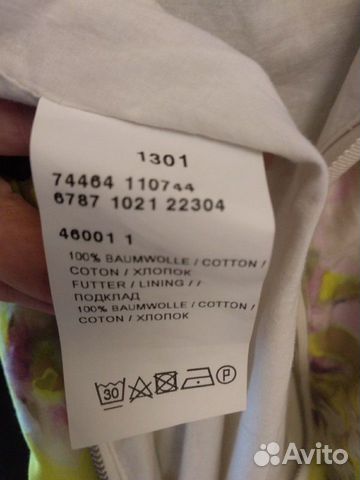 1301
74464 110744
6787 1021 22304
46001 1
100% BAUMWOLLE / COTTON /
COTON / ХЛОПОК
FUTTER / LINING / /
ПОДКЛАД
100% BAUMWOLLE / COTTON /
COTON / ХЛОПОК
30 P
Avito